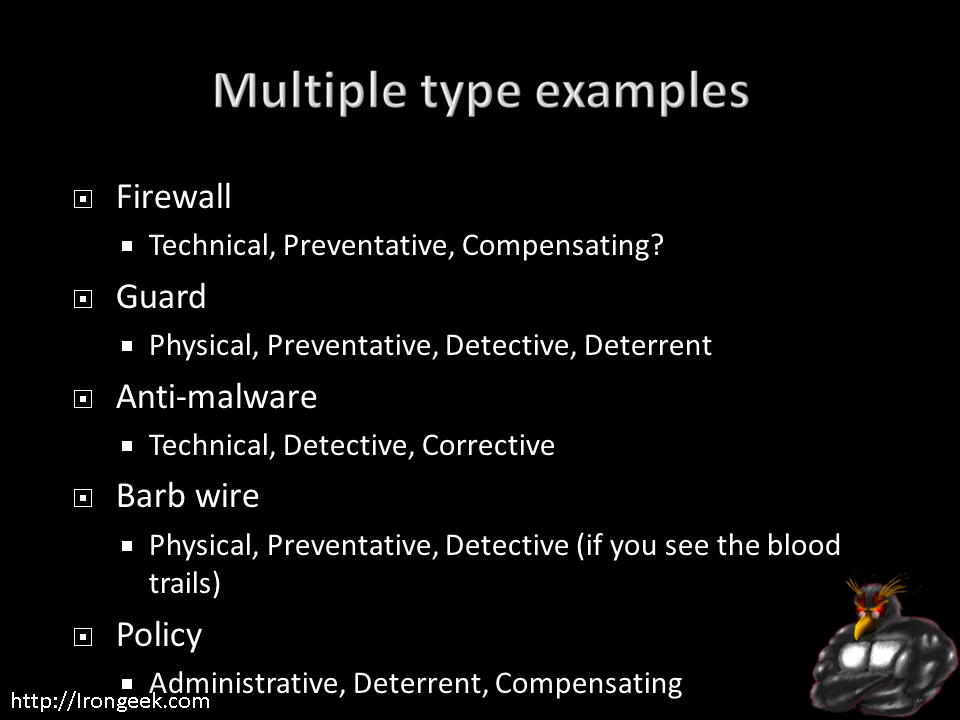 Multiple type examples
Firewall
Technical, Preventative, Compensating?
Guard
Physical, Preventative, Detective, Deterrent
Anti-malware
Technical, Detective, Corrective
Barb wire
Physical, Preventative, Detective (if you see the blood
trails)
Policy
Administrative, Deterrent, Compensating
http://Irongeek.com